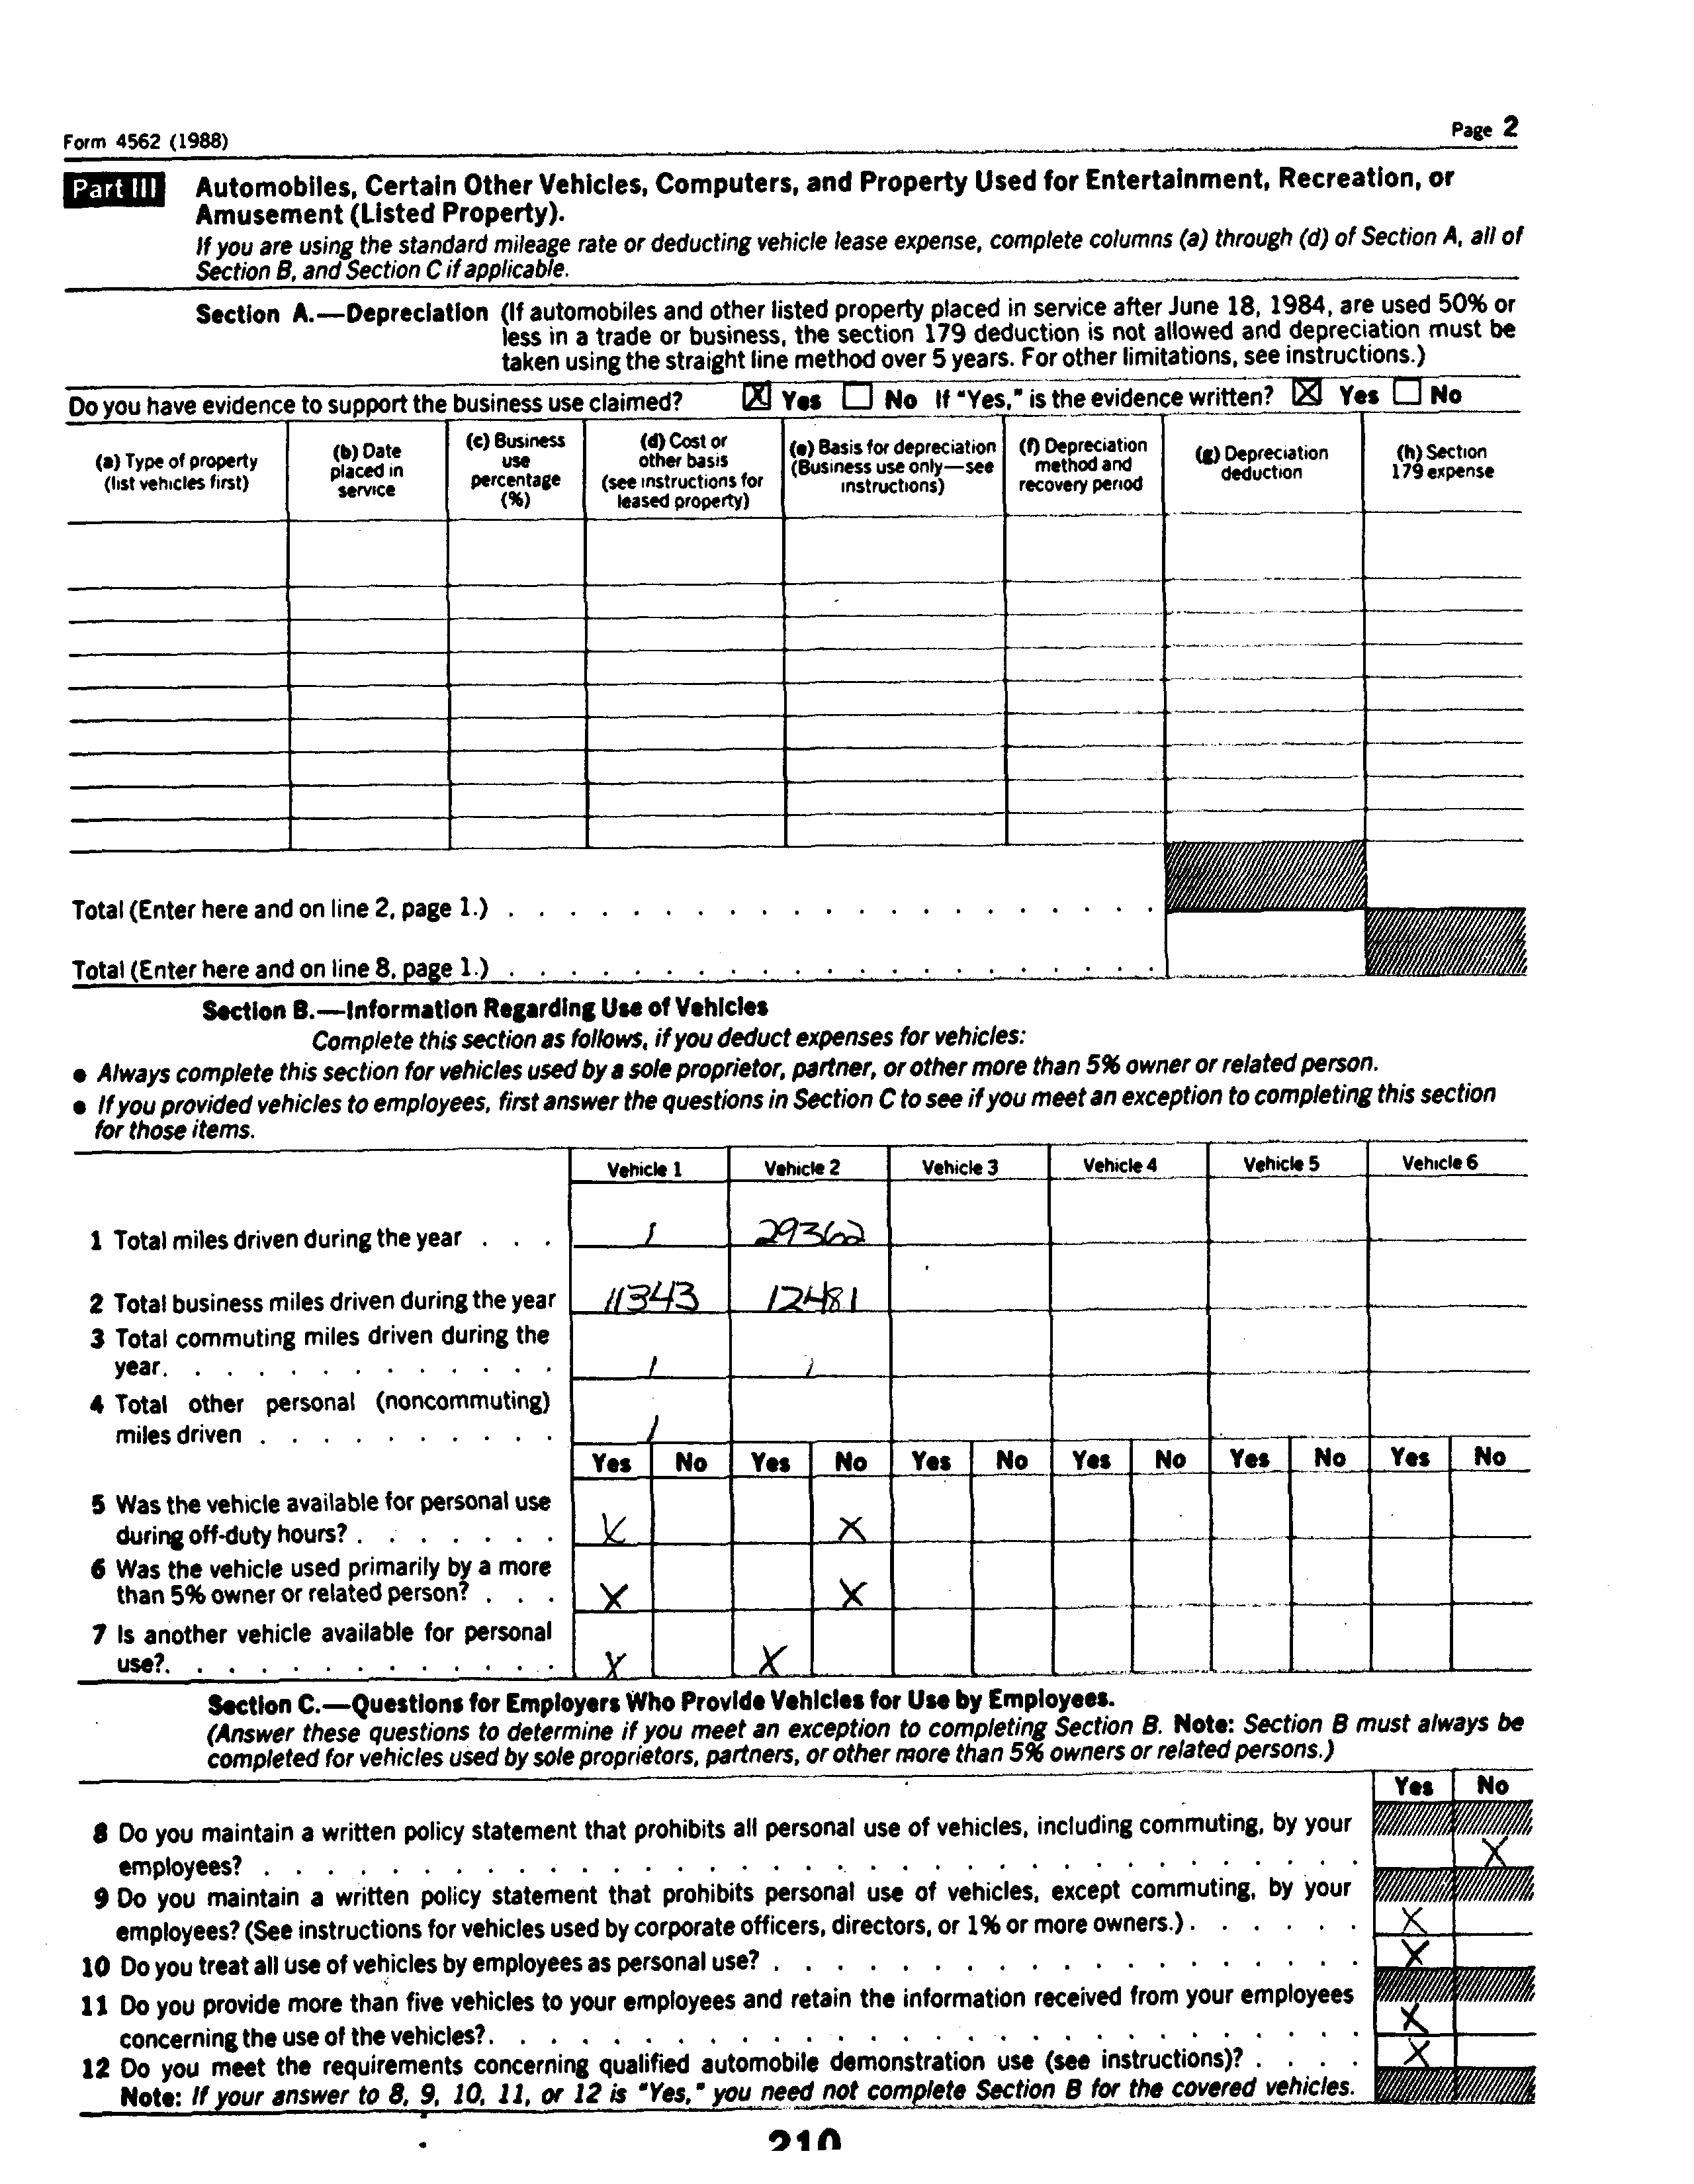 Form 4562 (1988)
Page 2
Part III Automobiles, Certain Other Vehicles, Computers, and Property Used for Entertainment, Recreation, or
Amusement (Listed Property).
If you are using the standard mileage rate or deducting vehicle lease expense, complete columns (a) through (d) of Section A, all of
Section B, and Section C if applicable.
Section A.—Depreciation (If automobiles and other listed property placed in service after June 18, 1984, are used 50% or
less in a trade or business, the section 179 deduction is not allowed and depreciation must be
taken using the straight line method over 5 years. For other limitations, see instructions.)
Do you have evidence to support the business use claimed? X Yes No If "Yes," is the evidence written? X Yes No
(a) Type of property
(list vehicles first)
(b) Date
placed in
service
(c) Business
use
percentage
(%)
(d) Cost or
other basis
(see instructions for
leased property)
(e) Basis for depreciation
(Business use only—see
instructions)
(f) Depreciation
method and
recovery period
(g) Depreciation
deduction
(h) Section
179 expense
Total (Enter here and on line 2, page 1.) . . . . . . . . . . . . . . . . . . . .
Total (Enter here and on line 8, page 1.) . . . . . . . . . . . . . . . . . . . .
Section B.—Information Regarding Use of Vehicles
Complete this section as follows, if you deduct expenses for vehicles:
● Always complete this section for vehicles used by a sole proprietor, partner, or other more than 5% owner or related person.
● If you provided vehicles to employees, first answer the questions in Section C to see if you meet an exception to completing this section
for those items.
Vehicle 1 Vehicle 2 Vehicle 3 Vehicle 4 Vehicle 5 Vehicle 6
1 Total miles driven during the year . . . 1 29362
2 Total business miles driven during the year 11343 12481
3 Total commuting miles driven during the
year. . . . . . . . . . . . . 1 1
4 Total other personal (noncommuting)
miles driven . . . . . . . . . . 1
Yes No Yes No Yes No Yes No Yes No Yes No
5 Was the vehicle available for personal use
during off-duty hours? . . . . . . . X X
6 Was the vehicle used primarily by a more
than 5% owner or related person? . . . X X
7 Is another vehicle available for personal
use?. . . . . . . . . . . . . X X
Section C.—Questions for Employers Who Provide Vehicles for Use by Employees.
(Answer these questions to determine if you meet an exception to completing Section B. Note: Section B must always be
completed for vehicles used by sole proprietors, partners, or other more than 5% owners or related persons.)
Yes No
8 Do you maintain a written policy statement that prohibits all personal use of vehicles, including commuting, by your
employees? . . . . . . . . . . . . . . . . . . . . . . . . . . . . . . . . . . X
9 Do you maintain a written policy statement that prohibits personal use of vehicles, except commuting, by your
employees? (See instructions for vehicles used by corporate officers, directors, or 1% or more owners.) . . . . . . X
10 Do you treat all use of vehicles by employees as personal use? . . . . . . . . . . . . . . . . . . X
11 Do you provide more than five vehicles to your employees and retain the information received from your employees
concerning the use of the vehicles?. . . . . . . . . . . . . . . . . . . . . . . . . . . X
12 Do you meet the requirements concerning qualified automobile demonstration use (see instructions)? . . . . X
Note: If your answer to 8, 9, 10, 11, or 12 is "Yes," you need not complete Section B for the covered vehicles.
210